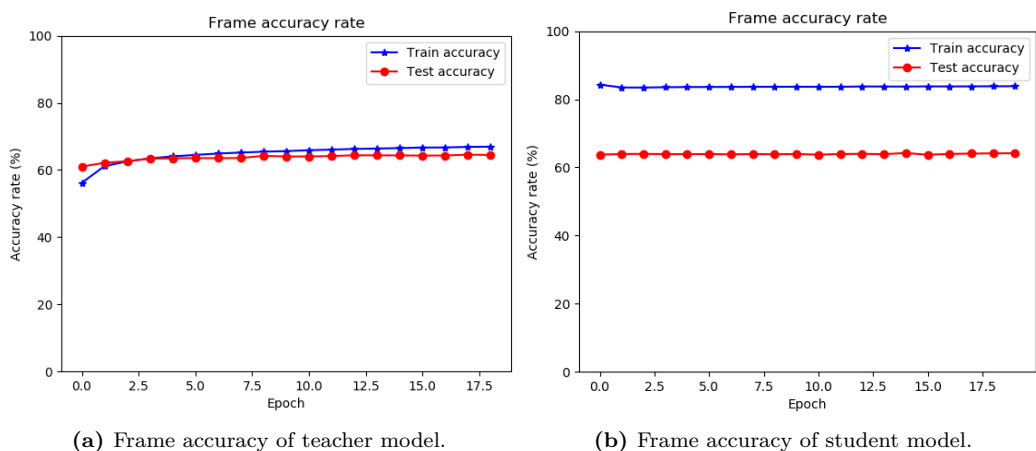 Frame accuracy rate
100
80
60
40
20
0
Accuracy rate (%)
Train accuracy
Test accuracy
0.0 2.5 5.0 7.5 10.0 12.5 15.0 17.5
Epoch
(a) Frame accuracy of teacher model.
Frame accuracy rate
100
80
60
40
20
0
Accuracy rate (%)
Train accuracy
Test accuracy
0.0 2.5 5.0 7.5 10.0 12.5 15.0 17.5
Epoch
(b) Frame accuracy of student model.